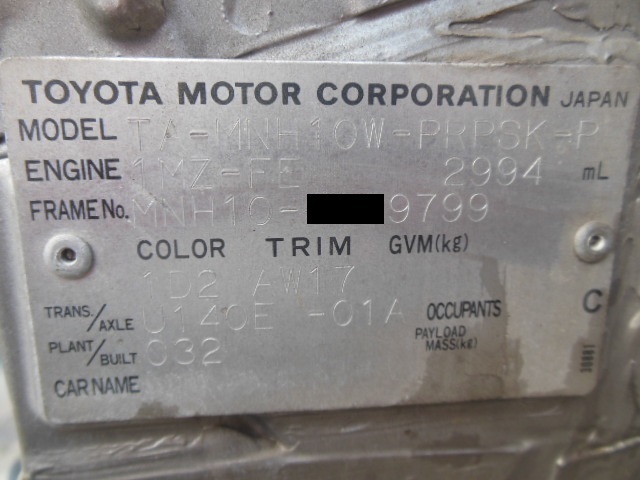 TOYOTA MOTOR CORPORATION JAPAN
MODEL TA-MNH10W-PRPSK-P
ENGINE 1MZ-FE 2994 mL
FRAME No. MNH10- 9799
COLOR TRIM GVM(kg)
1D2 AW17
TRANS./AXLE U140E -01A OCCUPANTS C
PAYLOAD
MASS(kg)
PLANT/BUILT 032
CAR NAME